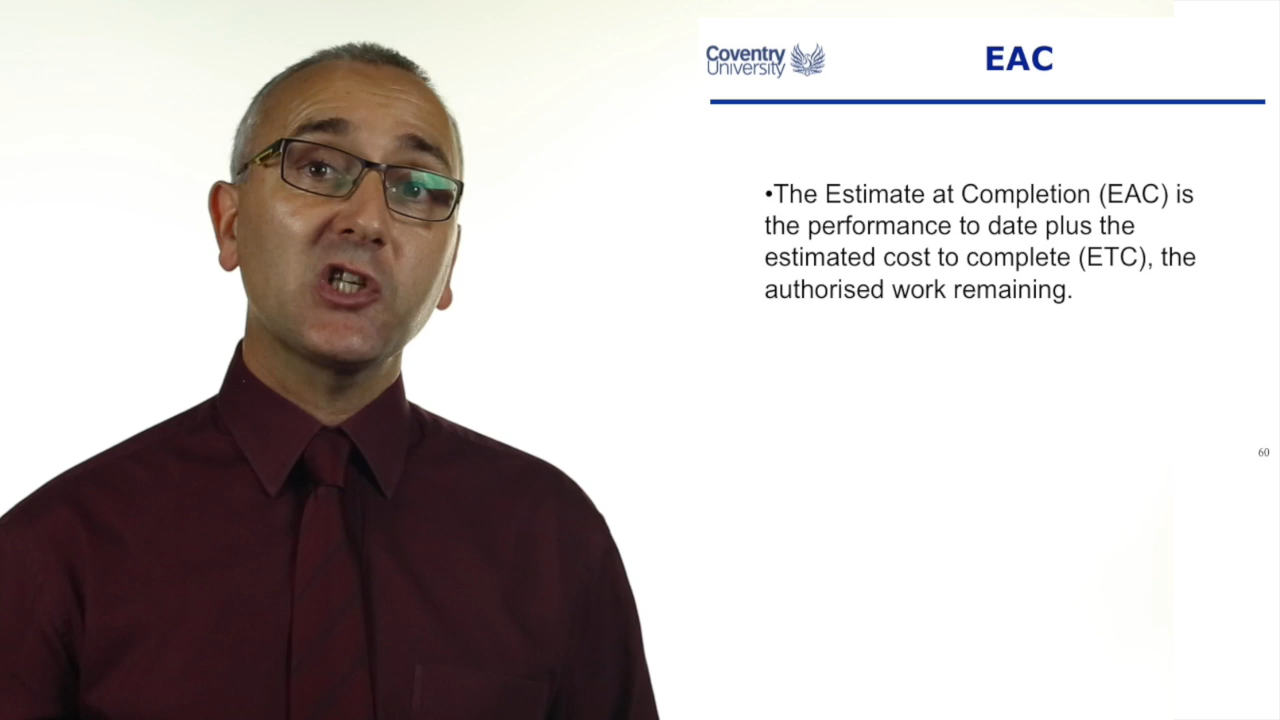 Coventry
University
EAC
•The Estimate at Completion (EAC) is
the performance to date plus the
estimated cost to complete (ETC), the
authorised work remaining.
60